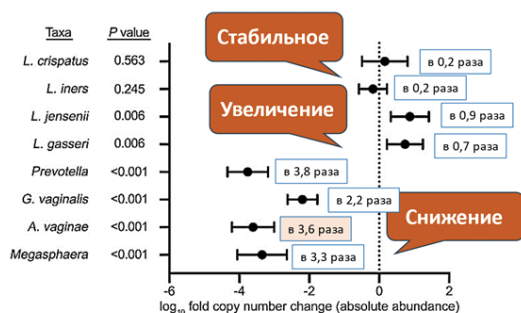 Taxa P value
L. crispatus 0.563 в 0,2 раза
Стабильное
L. iners 0.245 в 0,2 раза
L. jensenii 0.006 в 0,9 раза
Увеличение
L. gasseri 0.006 в 0,7 раза
Prevotella <0.001 в 3,8 раза
G. vaginalis <0.001 в 2,2 раза
A. vaginae <0.001 в 3,6 раза
Снижение
Megasphaera <0.001 в 3,3 раза
-6 -4 -2 0 2
log₁₀ fold copy number change (absolute abundance)